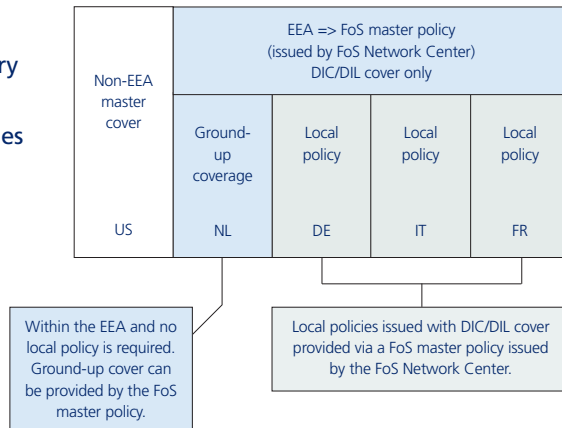 ry
es
EEA => FoS master policy
(issued by FoS Network Center)
DIC/DIL cover only
Non-EEA
master
cover
US
Ground-
up
coverage
NL
Local
policy
DE
Local
policy
IT
Local
policy
FR
Within the EEA and no
local policy is required.
Ground-up cover can
be provided by the FoS
master policy.
Local policies issued with DIC/DIL cover
provided via a FoS master policy issued
by the FoS Network Center.